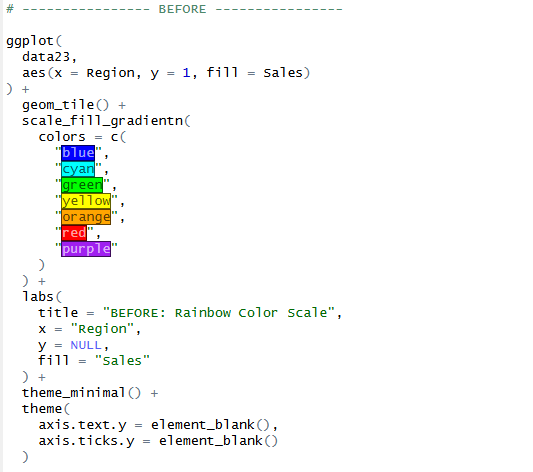 # ---------------- BEFORE ----------------
ggplot(
  data23,
  aes(x = Region, y = 1, fill = Sales)
) +
  geom_tile() +
  scale_fill_gradientn(
    colors = c(
      "blue",
      "cyan",
      "green",
      "yellow",
      "orange",
      "red",
      "purple"
    )
  ) +
  labs(
    title = "BEFORE: Rainbow Color Scale",
    x = "Region",
    y = NULL,
    fill = "Sales"
  ) +
  theme_minimal() +
  theme(
    axis.text.y = element_blank(),
    axis.ticks.y = element_blank()
  )